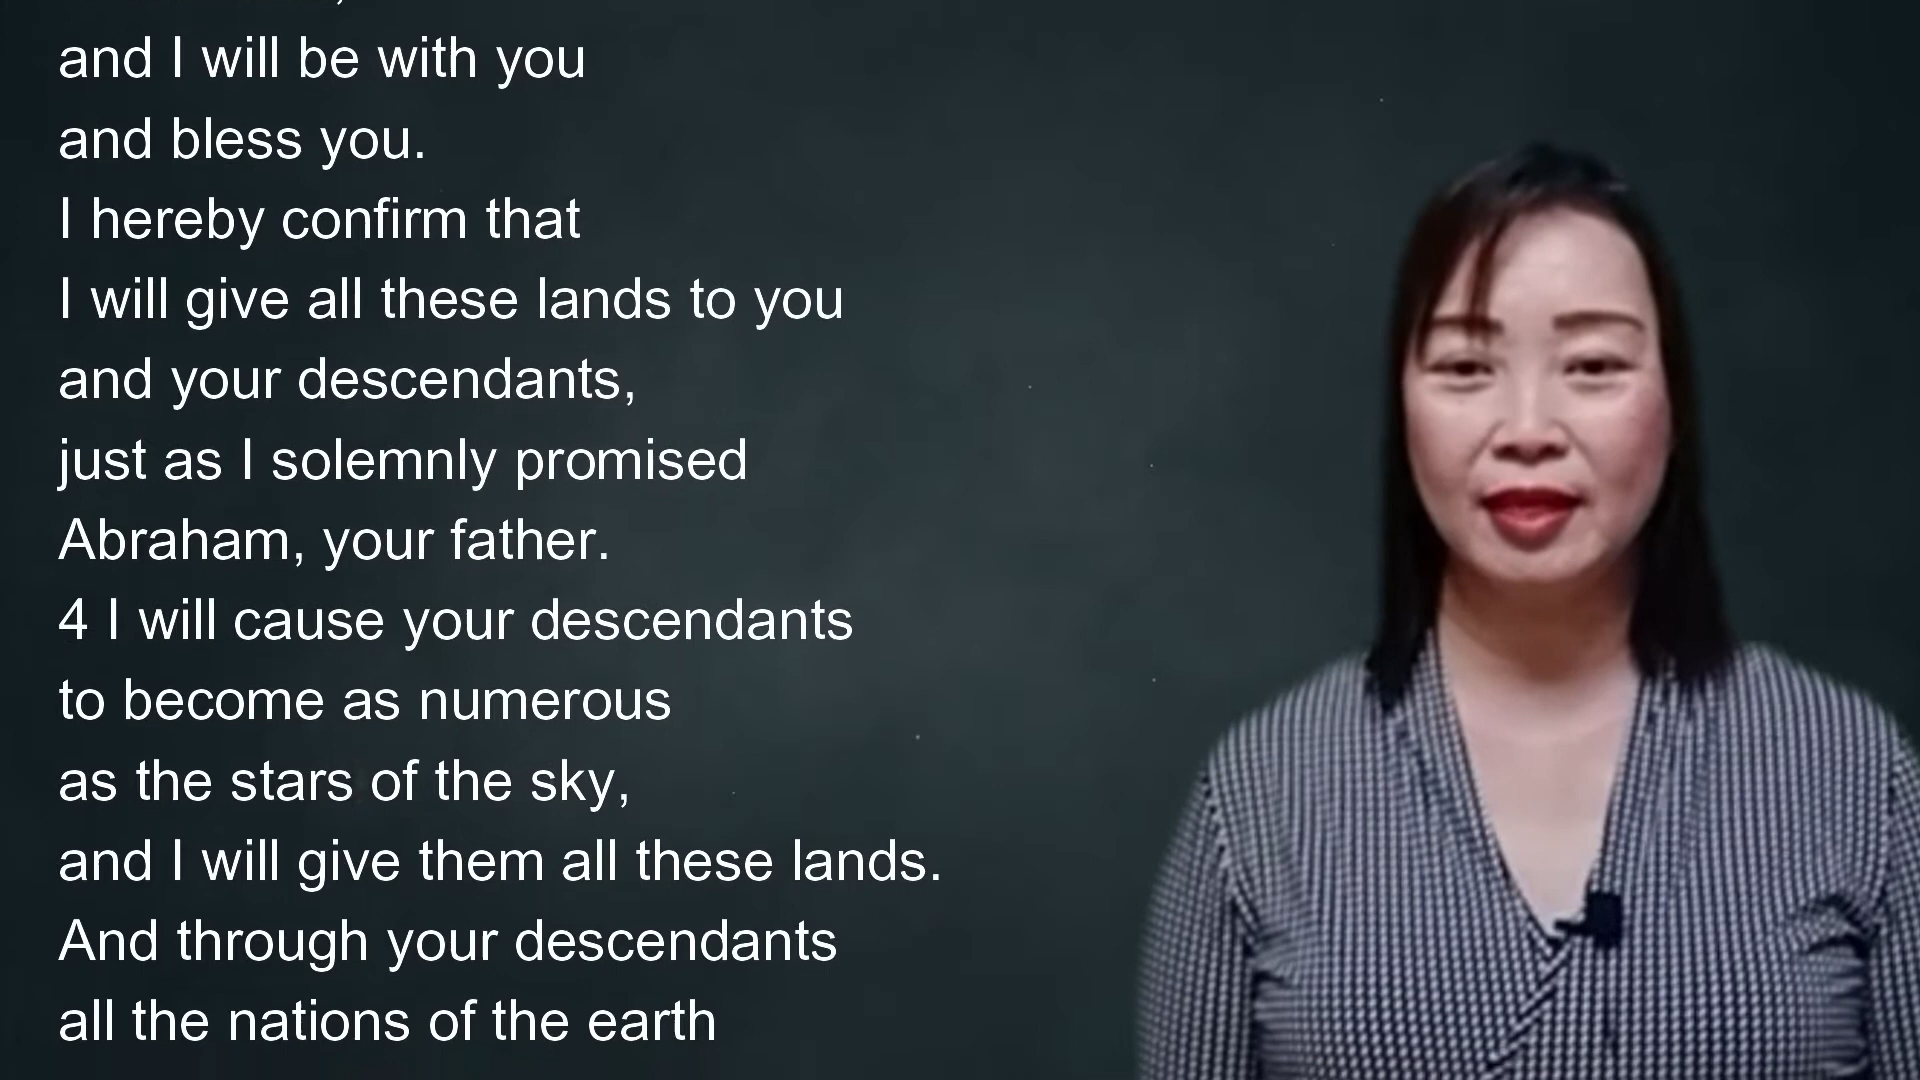 and I will be with you
and bless you.
I hereby confirm that
I will give all these lands to you
and your descendants,
just as I solemnly promised
Abraham, your father.
4 I will cause your descendants
to become as numerous
as the stars of the sky,
and I will give them all these lands.
And through your descendants
all the nations of the earth